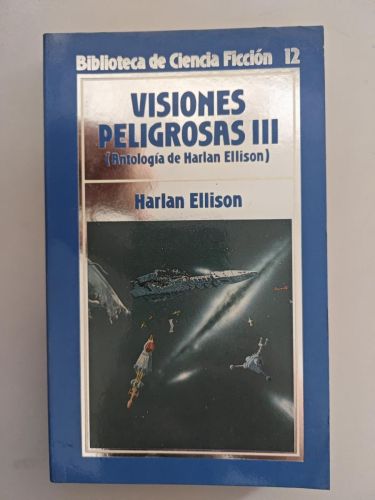 Biblioteca de Ciencia Ficción 12
VISIONES
PELIGROSAS III
(Antología de Harlan Ellison)
Harlan Ellison